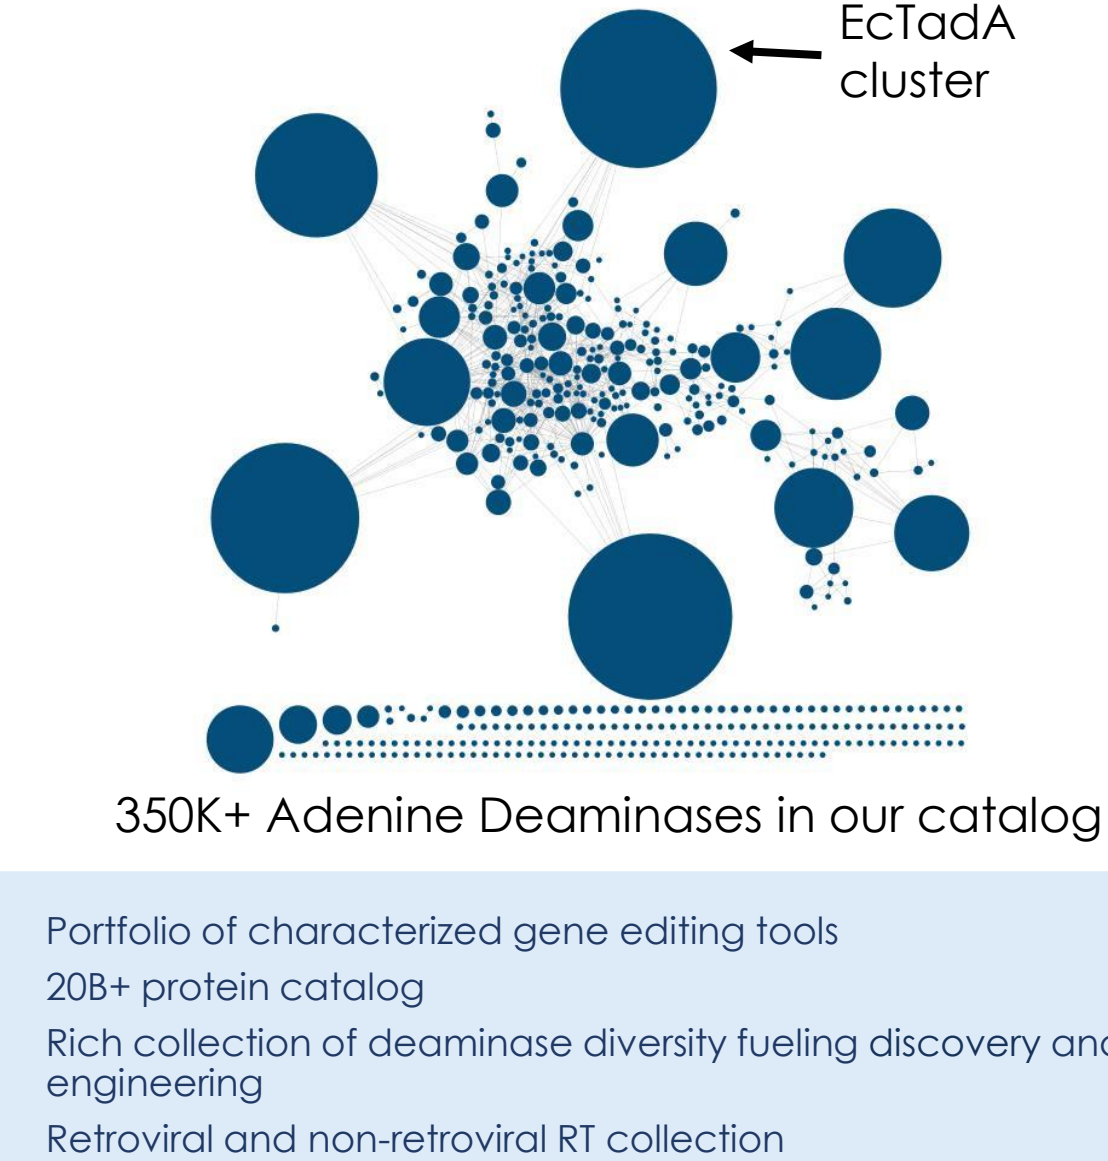 EcTadA
cluster
350K+ Adenine Deaminases in our catalog
Portfolio of characterized gene editing tools
20B+ protein catalog
Rich collection of deaminase diversity fueling discovery
engineering
Retroviral and non-retroviral RT collection